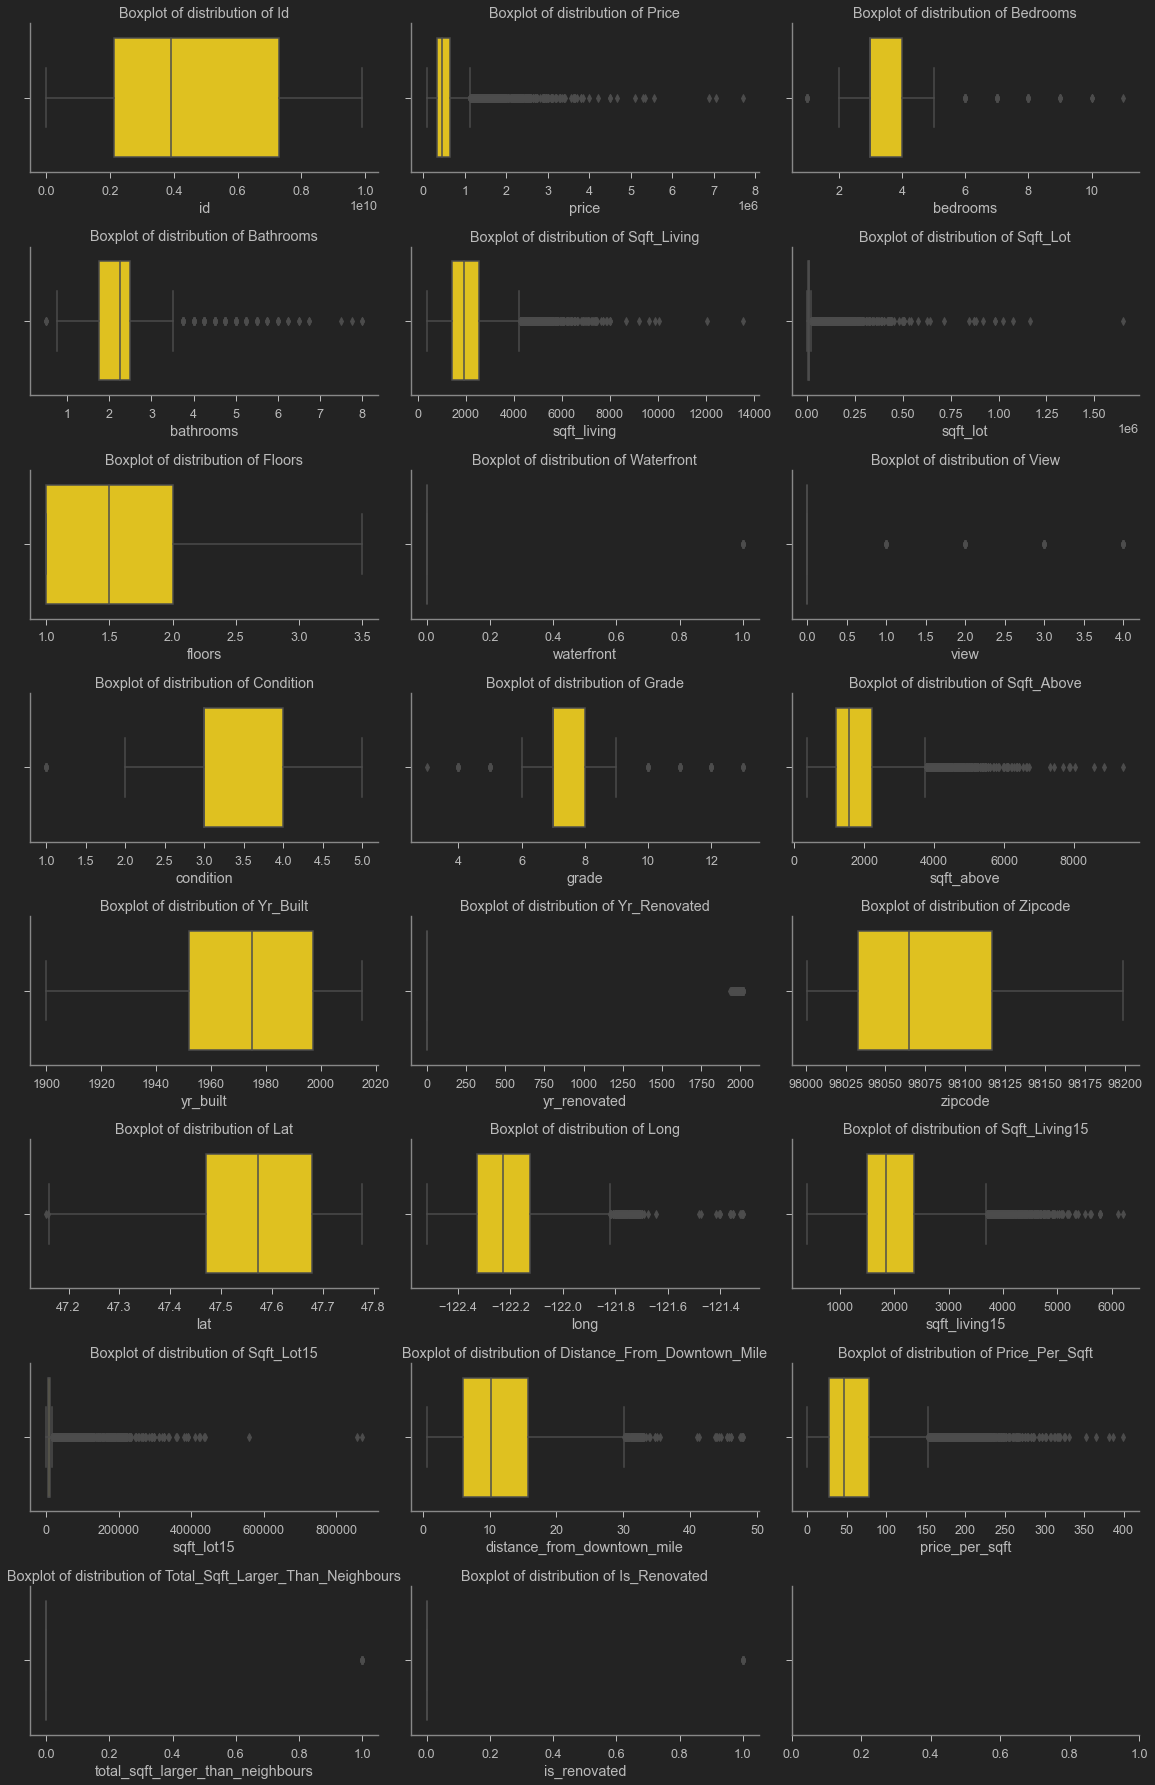 Boxplot of distribution of Id
Boxplot of distribution of Price
Boxplot of distribution of Bedrooms
0.0 0.2 0.4 0.6 0.8 1.0
1e10
id
0 1 2 3 4 5 6 7 8
1e6
price
2 4 6 8 10
bedrooms
Boxplot of distribution of Bathrooms
Boxplot of distribution of Sqft_Living
Boxplot of distribution of Sqft_Lot
1 2 3 4 5 6 7 8
bathrooms
0 2000 4000 6000 8000 10000 12000 14000
sqft_living
0.00 0.25 0.50 0.75 1.00 1.25 1.50
1e6
sqft_lot
Boxplot of distribution of Floors
Boxplot of distribution of Waterfront
Boxplot of distribution of View
1.0 1.5 2.0 2.5 3.0 3.5
floors
0.0 0.2 0.4 0.6 0.8 1.0
waterfront
0.0 0.5 1.0 1.5 2.0 2.5 3.0 3.5 4.0
view
Boxplot of distribution of Condition
Boxplot of distribution of Grade
Boxplot of distribution of Sqft_Above
1.0 1.5 2.0 2.5 3.0 3.5 4.0 4.5 5.0
condition
4 6 8 10 12
grade
0 2000 4000 6000 8000
sqft_above
Boxplot of distribution of Yr_Built
Boxplot of distribution of Yr_Renovated
Boxplot of distribution of Zipcode
1900 1920 1940 1960 1980 2000 2020
yr_built
0 250 500 750 1000 1250 1500 1750 2000
yr_renovated
98000 98025 98050 98075 98100 98125 98150 98175 98200
zipcode
Boxplot of distribution of Lat
Boxplot of distribution of Long
Boxplot of distribution of Sqft_Living15
47.2 47.3 47.4 47.5 47.6 47.7 47.8
lat
−122.4 −122.2 −122.0 −121.8 −121.6 −121.4
long
1000 2000 3000 4000 5000 6000
sqft_living15
Boxplot of distribution of Sqft_Lot15
Boxplot of distribution of Distance_From_Downtown_Mile
Boxplot of distribution of Price_Per_Sqft
0 200000 400000 600000 800000
sqft_lot15
0 10 20 30 40 50
distance_from_downtown_mile
0 50 100 150 200 250 300 350 400
price_per_sqft
Boxplot of distribution of Total_Sqft_Larger_Than_Neighbours
Boxplot of distribution of Is_Renovated
0.0 0.2 0.4 0.6 0.8 1.0
total_sqft_larger_than_neighbours
0.0 0.2 0.4 0.6 0.8 1.0
is_renovated
0.0 0.2 0.4 0.6 0.8 1.0